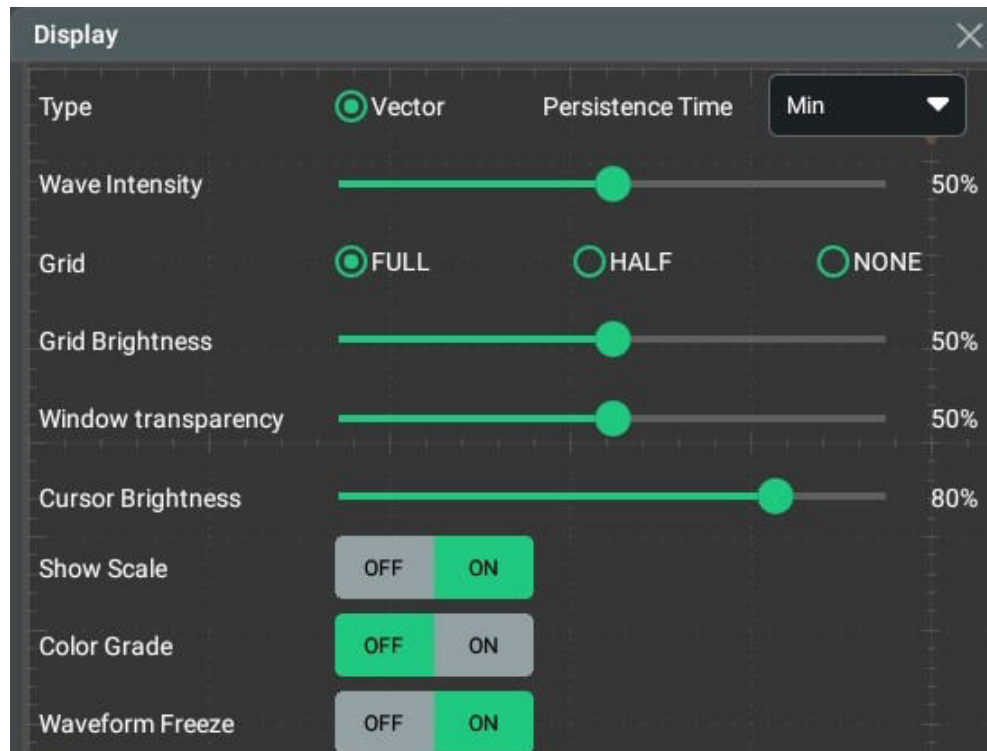 Display
Type Vector Persistence Time Min
Wave Intensity 50%
Grid FULL HALF NONE
Grid Brightness 50%
Window transparency 50%
Cursor Brightness 80%
Show Scale OFF ON
Color Grade OFF ON
Waveform Freeze OFF ON